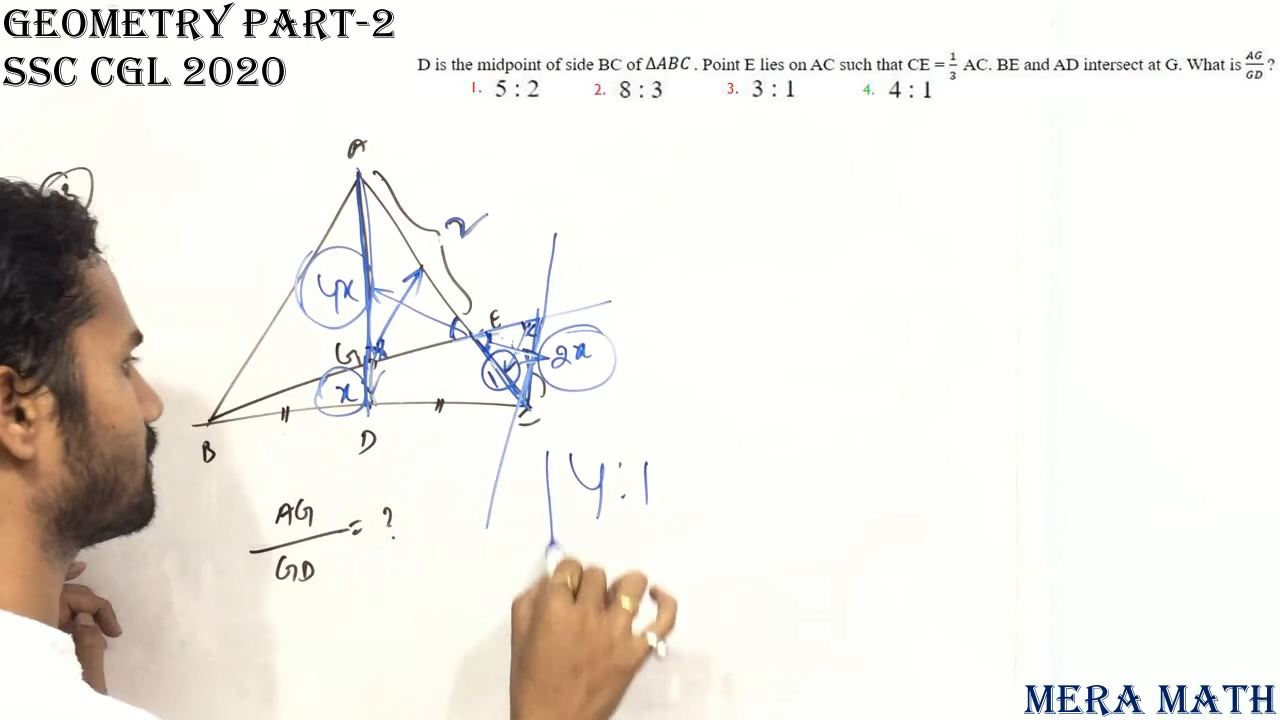 GEOMETRY PART-2
SSC CGL 2020
D is the midpoint of side BC of ΔABC. Point E lies on AC such that CE = 1/3 AC. BE and AD intersect at G. What is AG/GD?
1. 5 : 2 2. 8 : 3 3. 3 : 1 4. 4 : 1
A
2
4x
E
G
2x
1
x
B
D
C
4:1
AG/GD = ?
MERA MATH